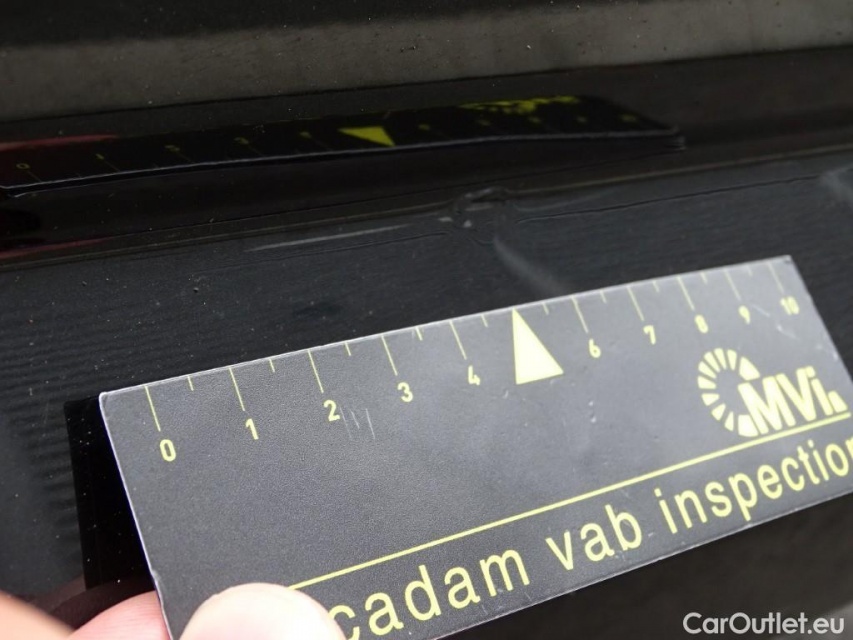 0 1 2 3 4 6 7 8 9 10
MVi
cadam vab inspection
CarOutlet.eu